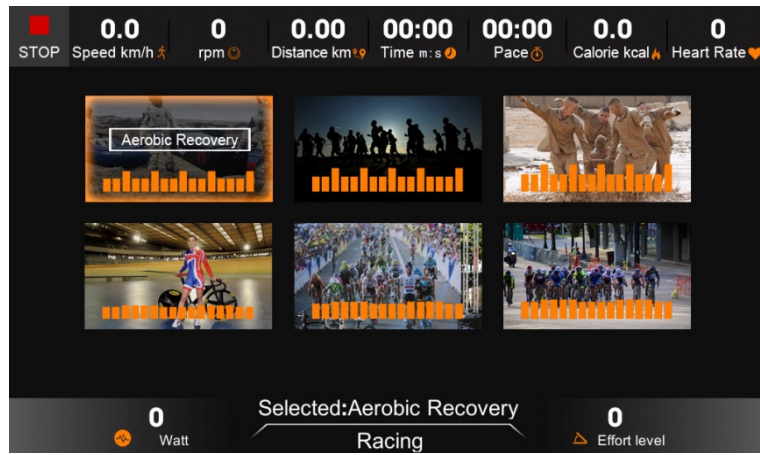 STOP
0.0
Speed km/h
0
rpm
0.00
Distance km
00:00
Time m:s
00:00
Pace
0.0
Calorie kcal
0
Heart Rate
Aerobic Recovery
0
Watt
Selected:Aerobic Recovery
Racing
0
Effort level